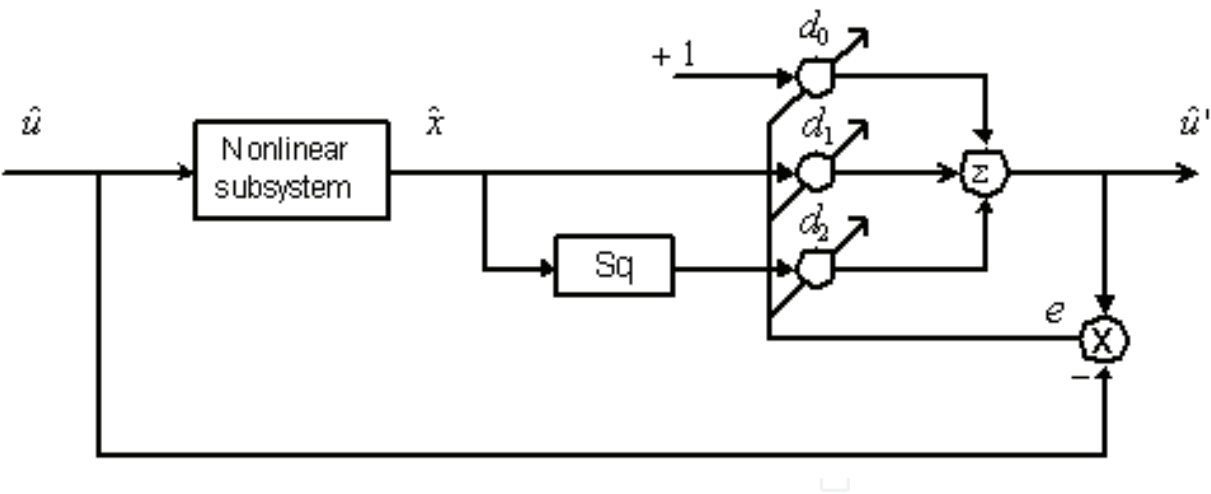 d₀
+ 1
û
Nonlinear
subsystem
x̂
d₁
Σ
û'
d₂
Sq
e
X
−